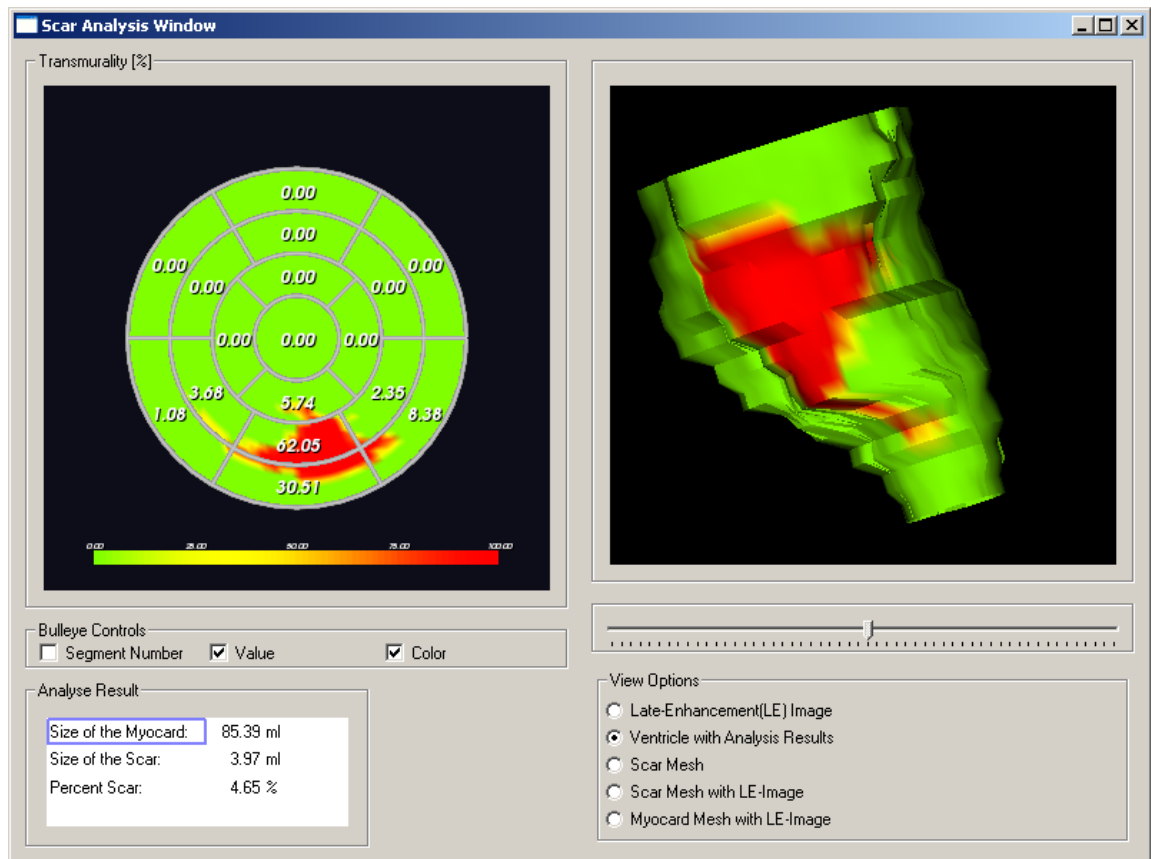 Scar Analysis Window
Transmurality [%]
0.00
0.00
0.00 0.00
0.00 0.00 0.00
0.00 0.00 0.00
3.68 5.74 2.35
1.08 8.38
62.05
30.51
0.00 25.00 50.00 75.00 100.00
Bulleye Controls
Segment Number Value Color
Analyse Result
Size of the Myocard: 85.39 ml
Size of the Scar: 3.97 ml
Percent Scar: 4.65 %
View Options
Late-Enhancement(LE) Image
Ventricle with Analysis Results
Scar Mesh
Scar Mesh with LE-Image
Myocard Mesh with LE-Image